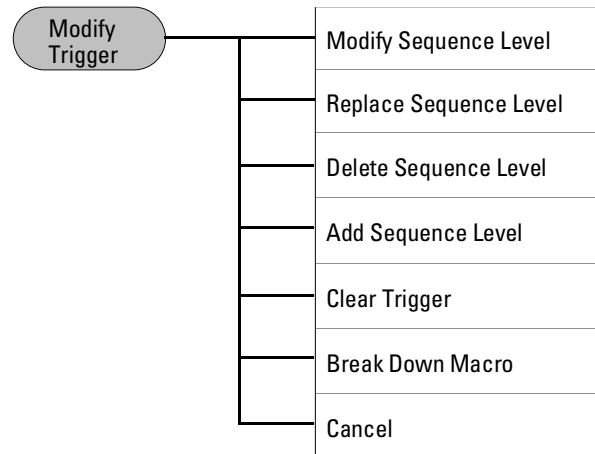 Modify
Trigger
Modify Sequence Level
Replace Sequence Level
Delete Sequence Level
Add Sequence Level
Clear Trigger
Break Down Macro
Cancel